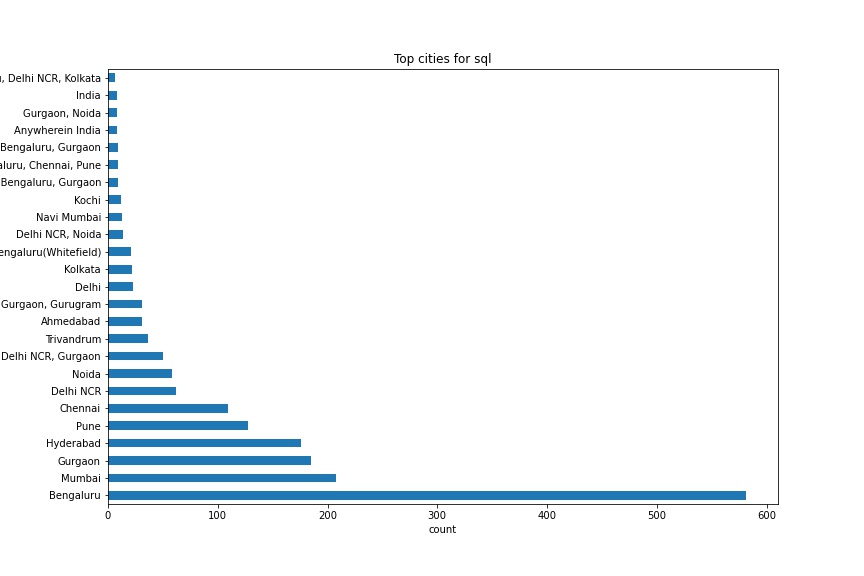 Top cities for sql
, Delhi NCR, Kolkata
India
Gurgaon, Noida
Anywherein India
Bengaluru, Gurgaon
aluru, Chennai, Pune
Bengaluru, Gurgaon
Kochi
Navi Mumbai
Delhi NCR, Noida
engaluru(Whitefield)
Kolkata
Delhi
Gurgaon, Gurugram
Ahmedabad
Trivandrum
Delhi NCR, Gurgaon
Noida
Delhi NCR
Chennai
Pune
Hyderabad
Gurgaon
Mumbai
Bengaluru
0 100 200 300 400 500 600
count